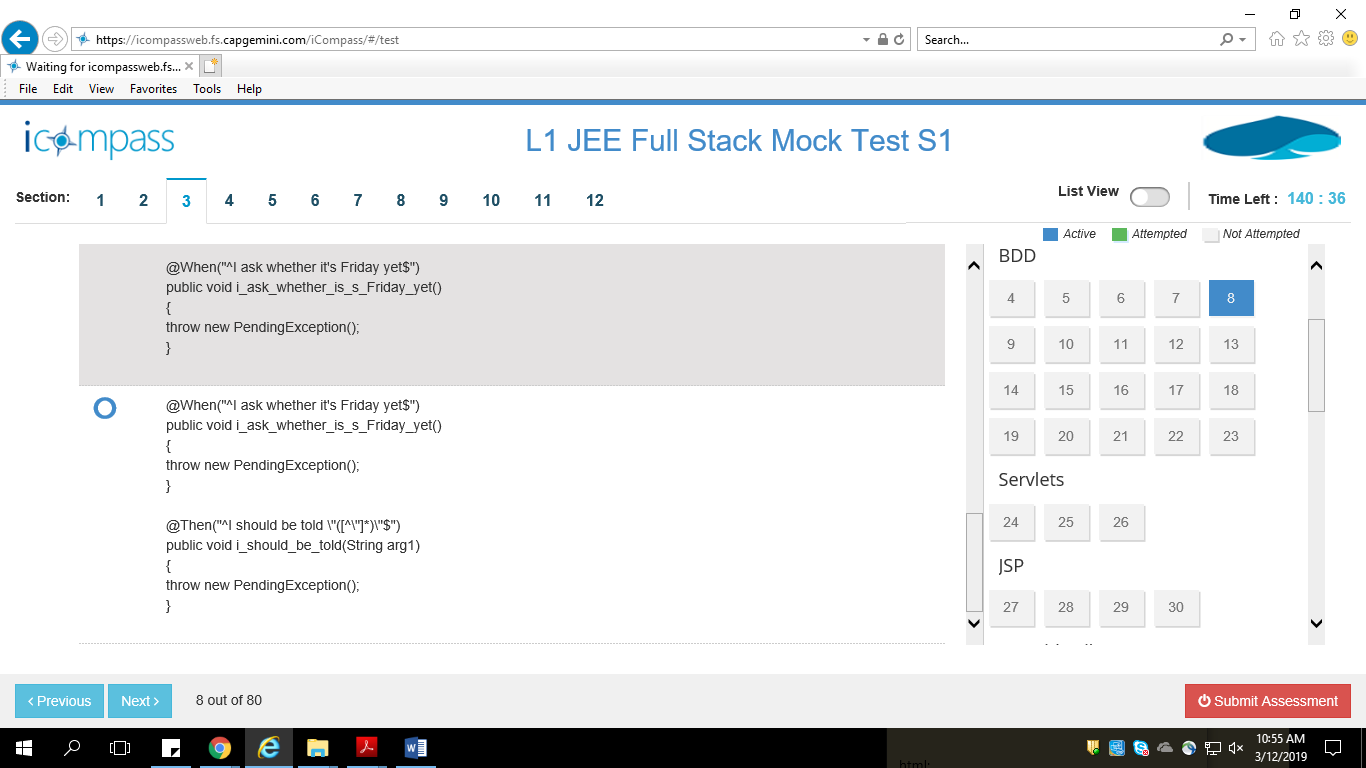 https://icompassweb.fs.capgemini.com/iCompass/#/test
Search...
Waiting for icompassweb.fs...
File Edit View Favorites Tools Help
icompass
L1 JEE Full Stack Mock Test S1
Section: 1 2 3 4 5 6 7 8 9 10 11 12
List View
Time Left : 140 : 36
Active Attempted Not Attempted
@When("^I ask whether it's Friday yet$")
public void i_ask_whether_is_s_Friday_yet()
{
throw new PendingException();
}
@When("^I ask whether it's Friday yet$")
public void i_ask_whether_is_s_Friday_yet()
{
throw new PendingException();
}
@Then("^I should be told \"([^\"]*)\"$")
public void i_should_be_told(String arg1)
{
throw new PendingException();
}
BDD
4 5 6 7 8
9 10 11 12 13
14 15 16 17 18
19 20 21 22 23
Servlets
24 25 26
JSP
27 28 29 30
< Previous
Next >
8 out of 80
Submit Assessment
10:55 AM
3/12/2019
html: